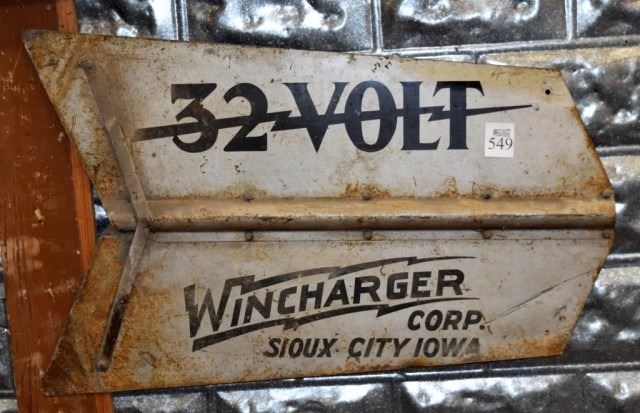 32 VOLT
549
WINCHARGER
CORP.
SIOUX CITY IOWA